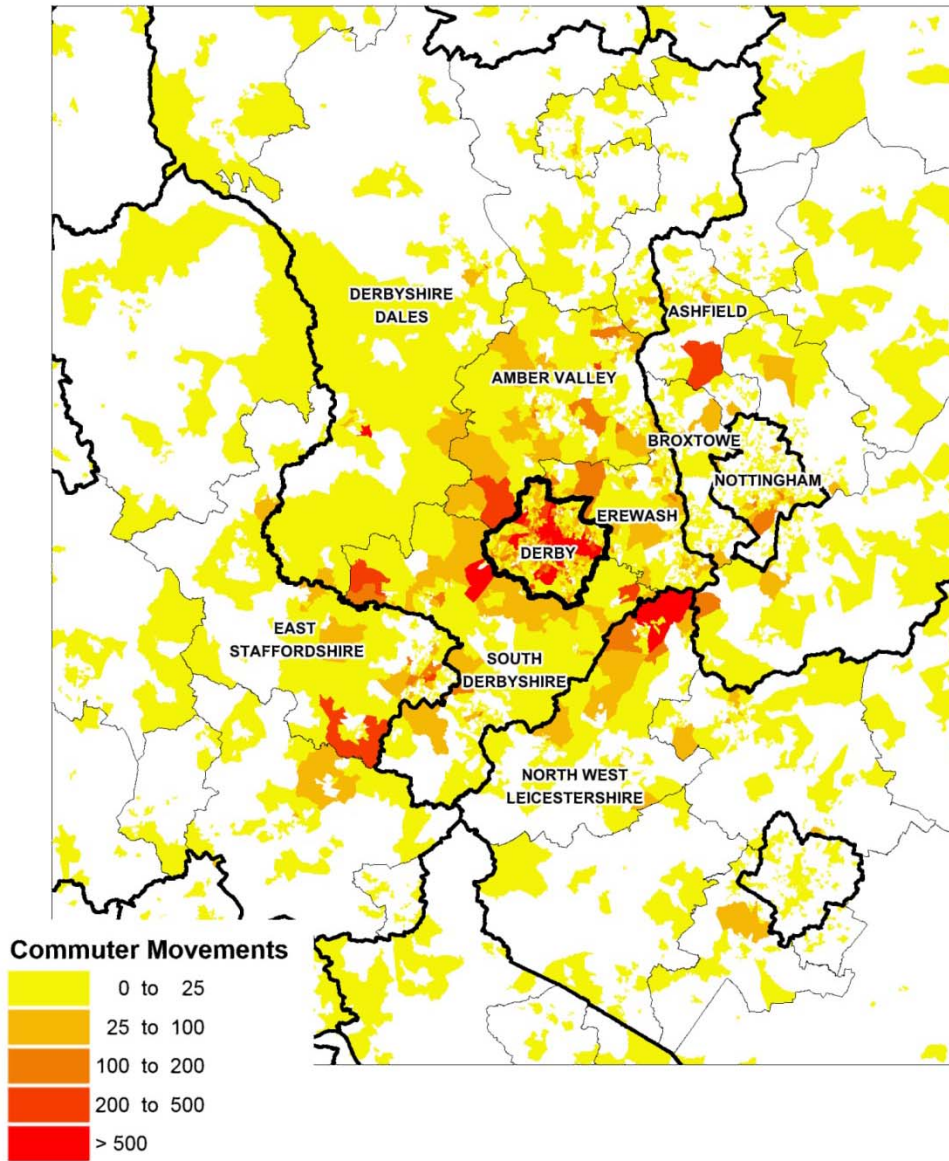 DERBYSHIRE
DALES
ASHFIELD
AMBER VALLEY
BROXTOWE
NOTTINGHAM
EREWASH
DERBY
EAST
STAFFORDSHIRE
SOUTH
DERBYSHIRE
NORTH WEST
LEICESTERSHIRE
Commuter Movements
0 to 25
25 to 100
100 to 200
200 to 500
> 500